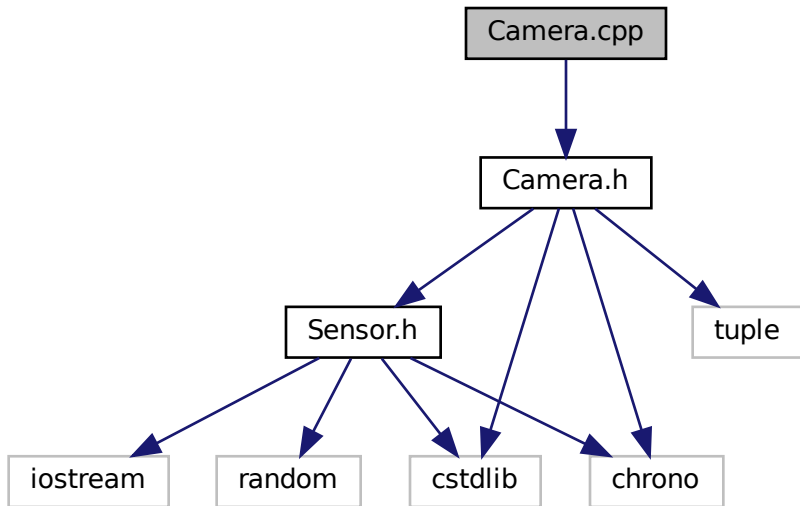 Camera.cpp
Camera.h
Sensor.h
tuple
iostream
random
cstdlib
chrono